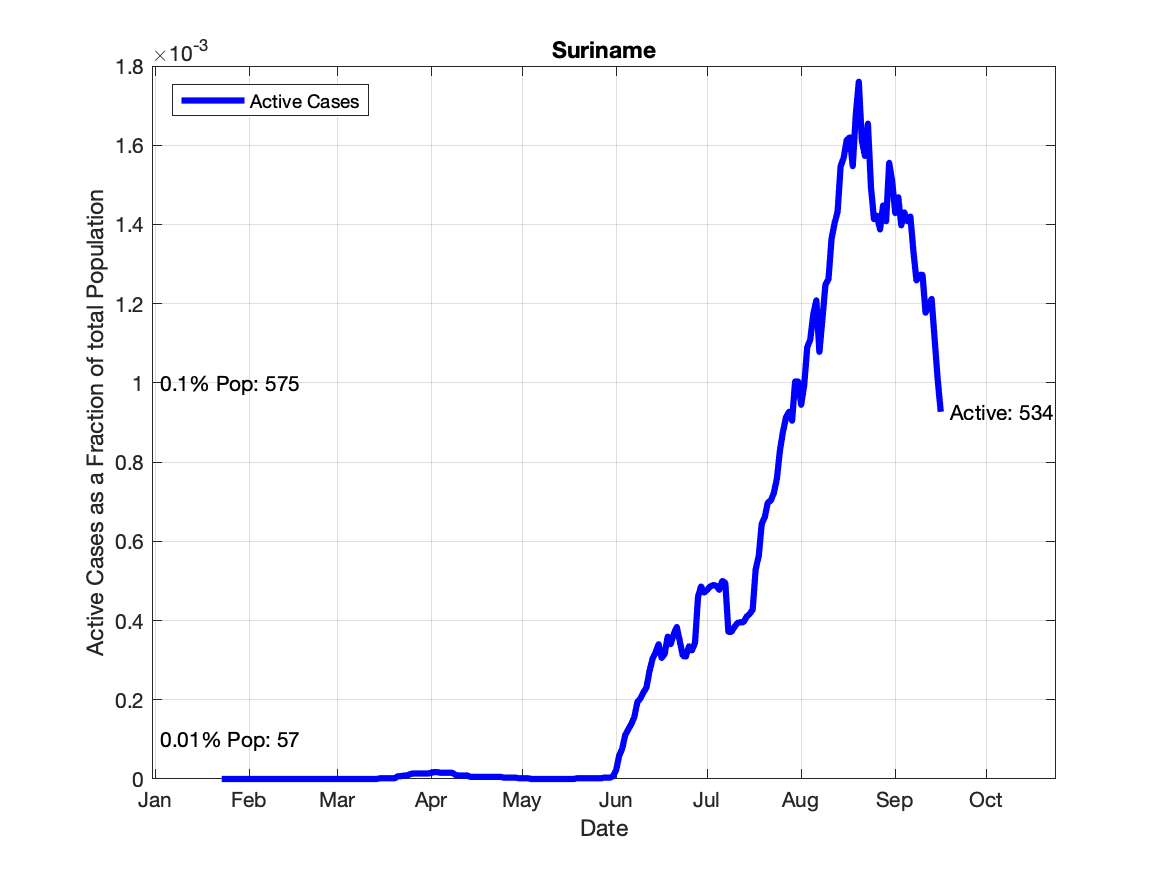 Suriname
×10-3
1.8
1.6
1.4
1.2
1
0.8
0.6
0.4
0.2
0
Active Cases as a Fraction of total Population
Active Cases
0.1% Pop: 575
Active: 534
0.01% Pop: 57
Jan Feb Mar Apr May Jun Jul Aug Sep Oct
Date